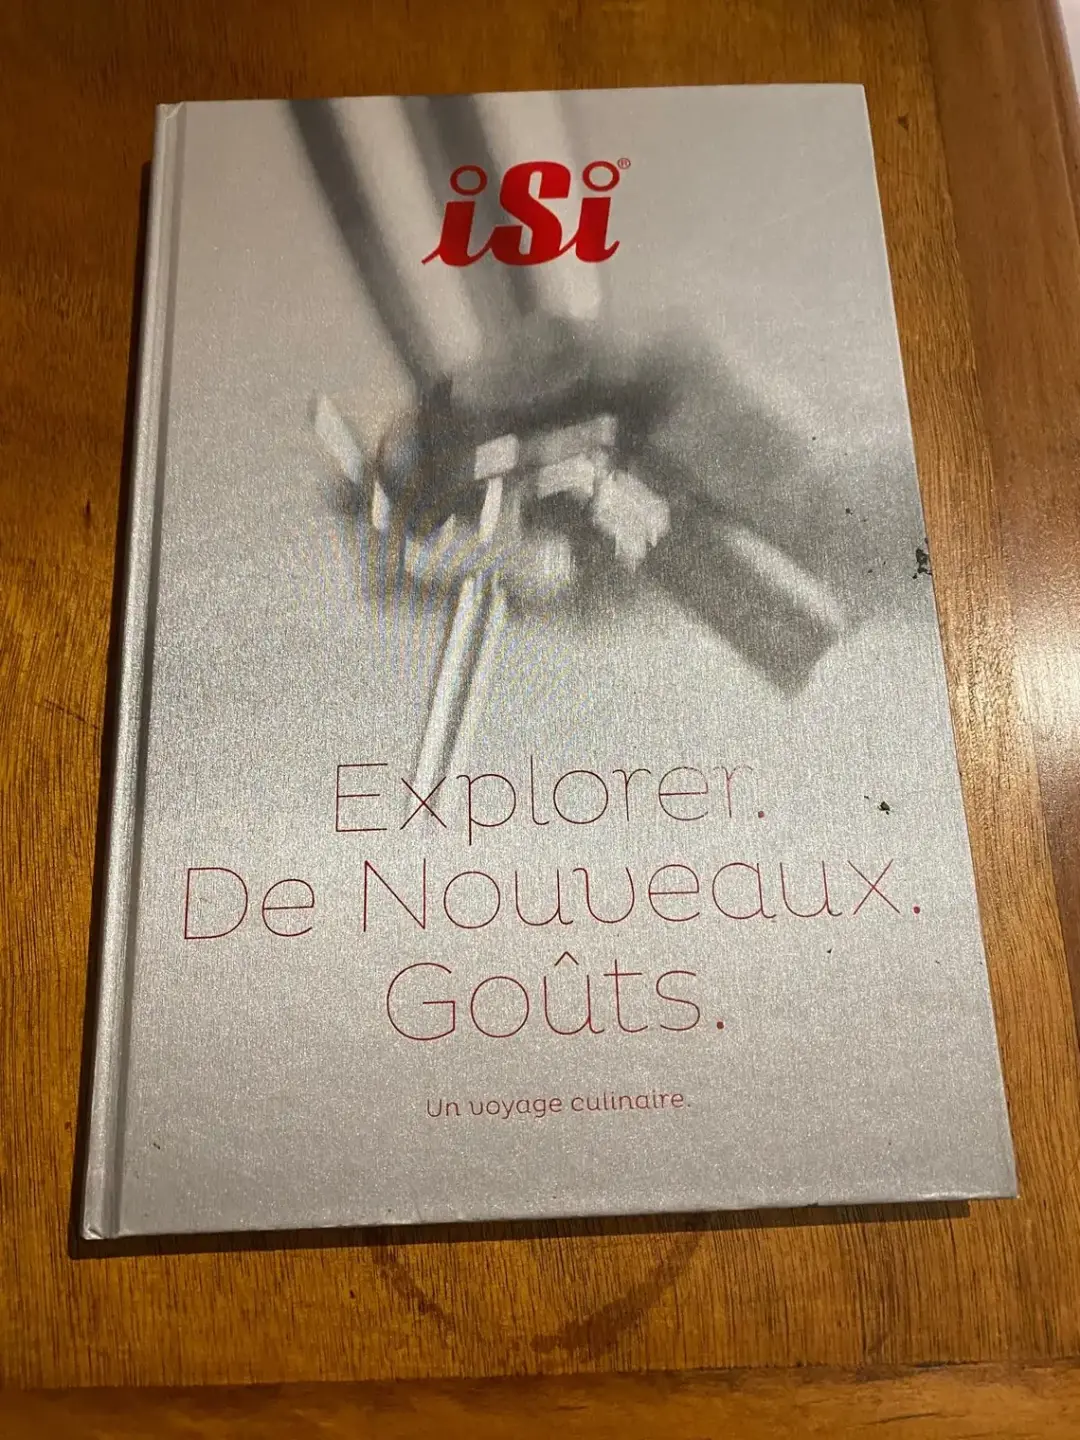 iSi®
Explorer.
De Nouveaux.
Goûts.
Un voyage culinaire.